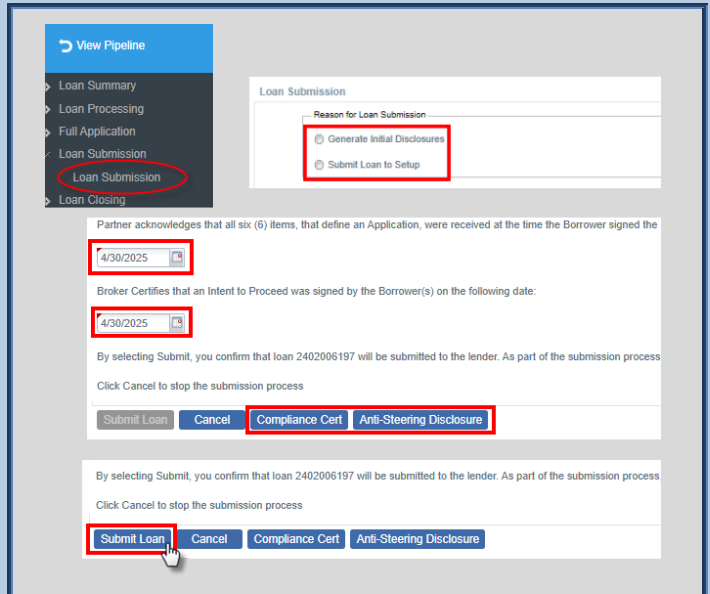 View Pipeline
Loan Summary
Loan Processing
Full Application
Loan Submission
Loan Submission
Loan Closing
Loan Submission
Reason for Loan Submission
Generate Initial Disclosures
Submit Loan to Setup
Partner acknowledges that all six (6) items, that define an Application, were received at the time the Borrower signed the
4/30/2025
Broker Certifies that an Intent to Proceed was signed by the Borrower(s) on the following date:
4/30/2025
By selecting Submit, you confirm that loan 2402006197 will be submitted to the lender. As part of the submission process
Click Cancel to stop the submission process
Submit Loan Cancel Compliance Cert Anti-Steering Disclosure
By selecting Submit, you confirm that loan 2402006197 will be submitted to the lender. As part of the submission process,
Click Cancel to stop the submission process
Submit Loan Cancel Compliance Cert Anti-Steering Disclosure